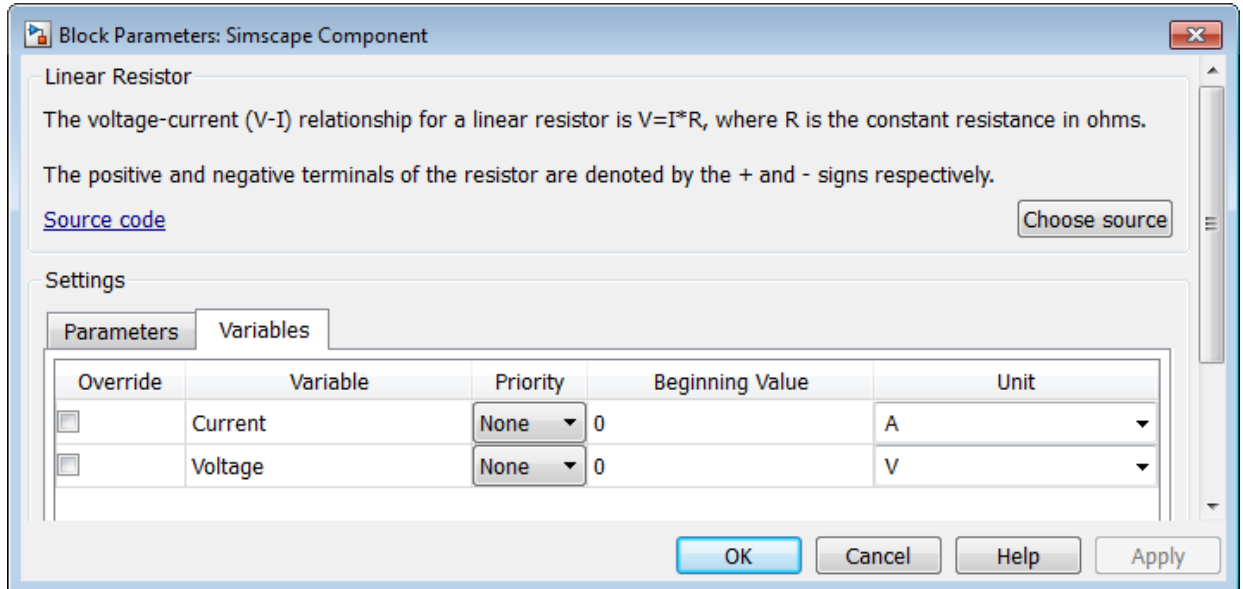 Block Parameters: Simscape Component
Linear Resistor
The voltage-current (V-I) relationship for a linear resistor is V=I*R, where R is the constant resistance in ohms.
The positive and negative terminals of the resistor are denoted by the + and - signs respectively.
Source code Choose source
Settings
Parameters Variables
Override Variable Priority Beginning Value Unit
Current None 0 A
Voltage None 0 V
OK Cancel Help Apply